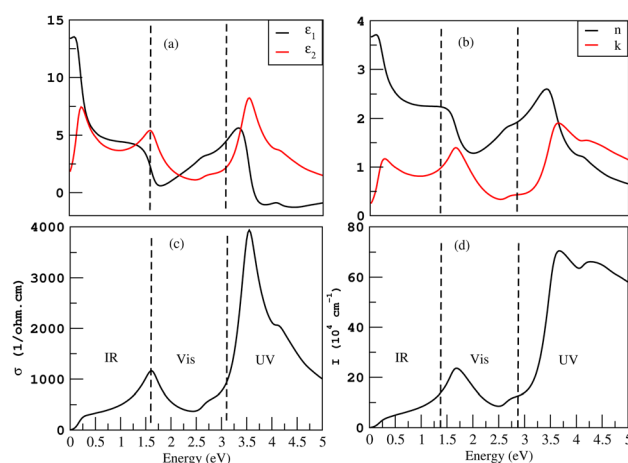 15
10
5
0
(a)
ε1
ε2
4
3
2
1
0
(b)
n
k
4000
3000
2000
1000
0
σ (1/ohm.cm)
(c)
IR
Vis
UV
0 0.5 1 1.5 2 2.5 3 3.5 4 4.5 5
Energy (eV)
80
60
40
20
0
I (10⁴ cm⁻¹)
(d)
IR
Vis
UV
0 0.5 1 1.5 2 2.5 3 3.5 4 4.5 5
Energy (eV)